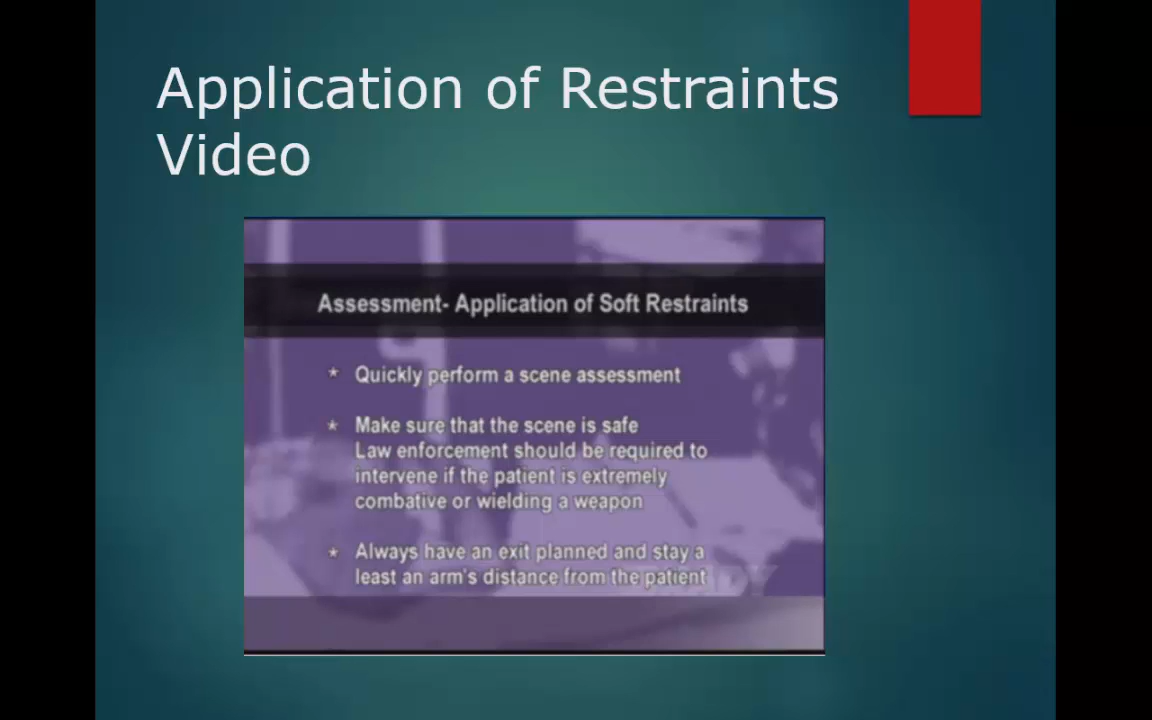 Application of Restraints
Video
Assessment- Application of Soft Restraints
* Quickly perform a scene assessment
* Make sure that the scene is safe
Law enforcement should be required to
intervene if the patient is extremely
combative or wielding a weapon
* Always have an exit planned and stay a
least an arm's distance from the patient